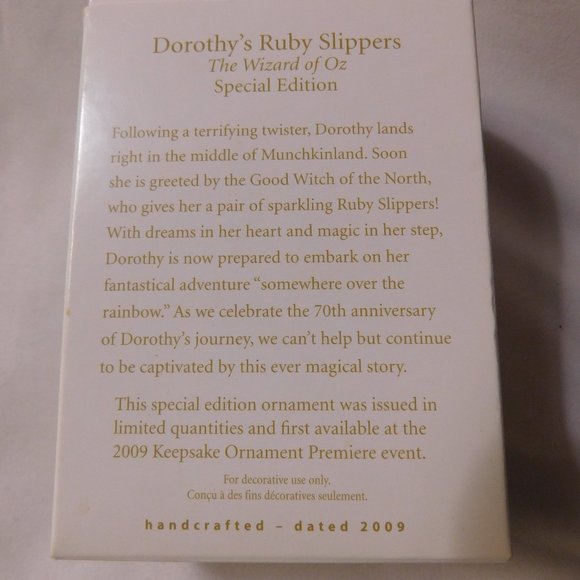 Dorothy's Ruby Slippers
The Wizard of Oz
Special Edition
Following a terrifying twister, Dorothy lands
right in the middle of Munchkinland. Soon
she is greeted by the Good Witch of the North,
who gives her a pair of sparkling Ruby Slippers!
With dreams in her heart and magic in her step,
Dorothy is now prepared to embark on her
fantastical adventure “somewhere over the
rainbow.” As we celebrate the 70th anniversary
of Dorothy's journey, we can't help but continue
to be captivated by this ever magical story.
This special edition ornament was issued in
limited quantities and first available at the
2009 Keepsake Ornament Premiere event.
For decorative use only.
Conçu à des fins décoratives seulement.
handcrafted – dated 2009